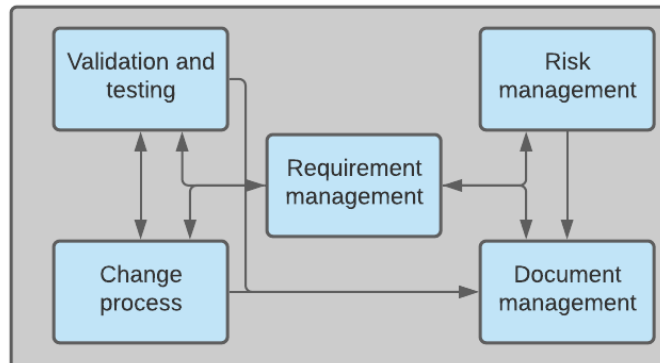 Validation and
testing
Risk
management
Requirement
management
Change
process
Document
management